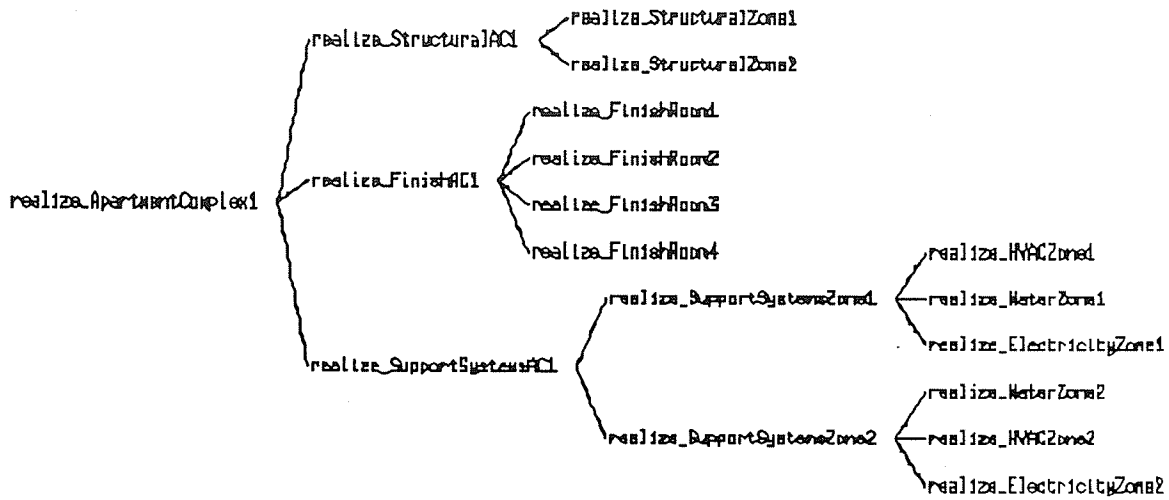 realize_StructuralZone1
realize_StructuralAC1
realize_StructuralZone2
realize_FinishRoom1
realize_FinishRoom2
realize_FinishAC1
realize_ApartmentComplex1
realize_FinishRoom3
realize_FinishRoom4
realize_HVACZone1
realize_SupportSystemsZone1
realize_WaterZone1
realize_ElectricityZone1
realize_SupportSystemsAC1
realize_WaterZone2
realize_SupportSystemsZone2
realize_HVACZone2
realize_ElectricityZone2